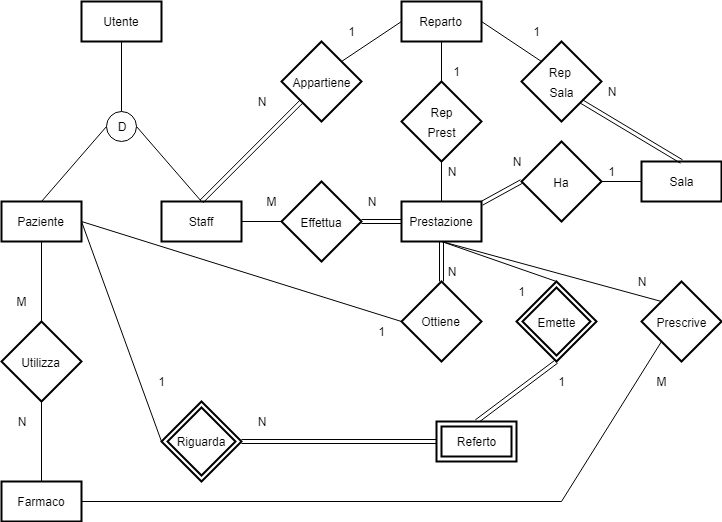 Utente
Reparto
1
1
Appartiene
Rep
Sala
1
N
N
D
Rep
Prest
N
Ha
N
1
Sala
Paziente
Staff
M
Effettua
N
Prestazione
N
N
1
M
Utilizza
1
Ottiene
Emette
Prescrive
1
1
M
N
N
Riguarda
Referto
Farmaco